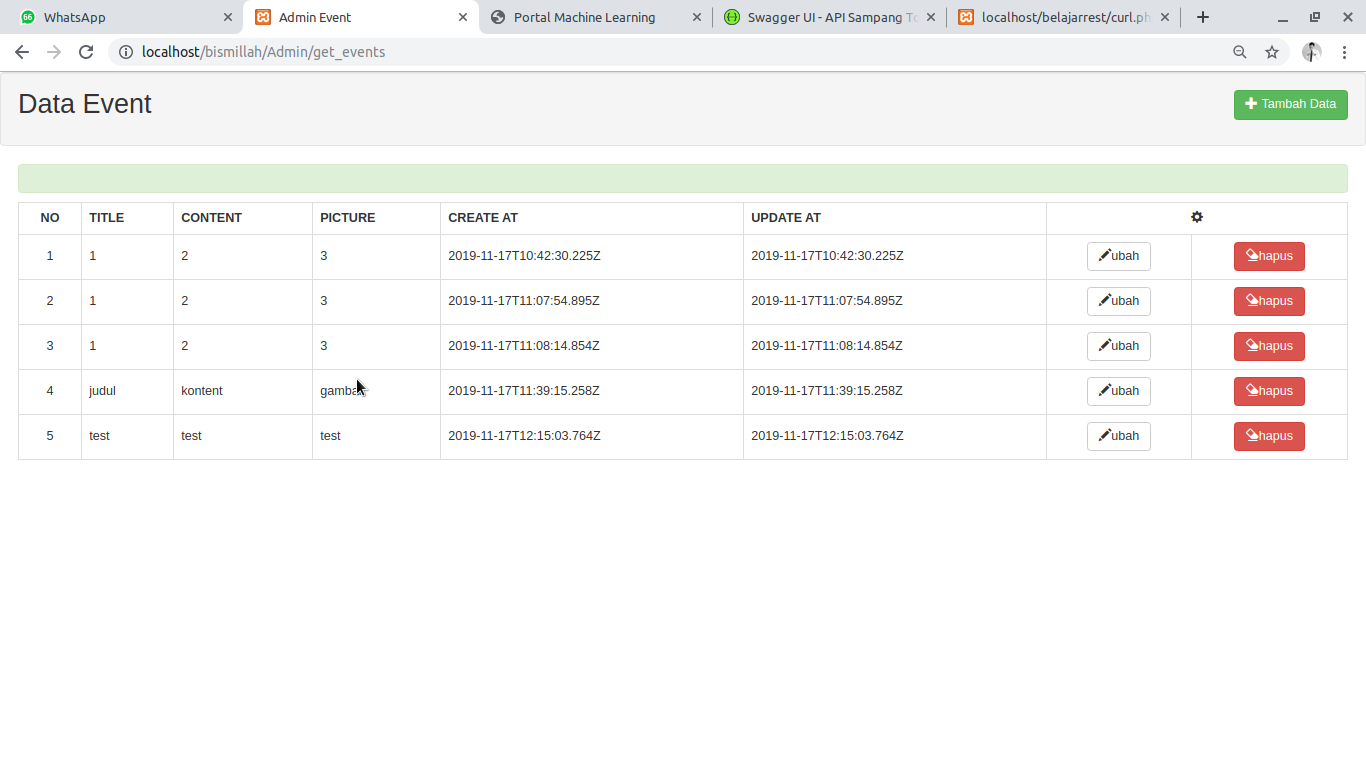 66 WhatsApp Admin Event Portal Machine Learning Swagger UI - API Sampang localhost/belajarrest/curl.ph
localhost/bismillah/Admin/get_events
Data Event Tambah Data
NO TITLE CONTENT PICTURE CREATE AT UPDATE AT
1 1 2 3 2019-11-17T10:42:30.225Z 2019-11-17T10:42:30.225Z ubah hapus
2 1 2 3 2019-11-17T11:07:54.895Z 2019-11-17T11:07:54.895Z ubah hapus
3 1 2 3 2019-11-17T11:08:14.854Z 2019-11-17T11:08:14.854Z ubah hapus
4 judul kontent gambar 2019-11-17T11:39:15.258Z 2019-11-17T11:39:15.258Z ubah hapus
5 test test test 2019-11-17T12:15:03.764Z 2019-11-17T12:15:03.764Z ubah hapus